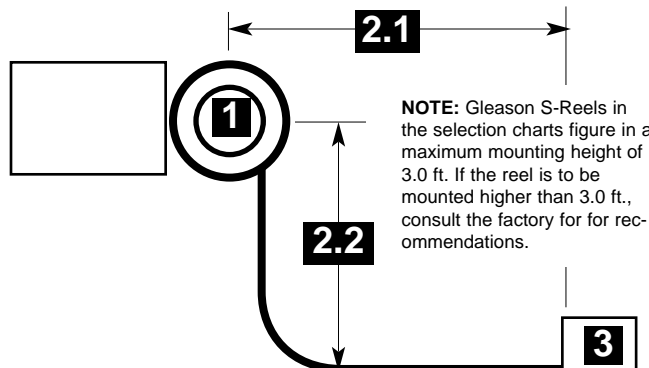 2.1
1
NOTE: Gleason S-Reels in
the selection charts figure in a
maximum mounting height of
3.0 ft. If the reel is to be
mounted higher than 3.0 ft.,
consult the factory for for rec-
ommendations.
2.2
3